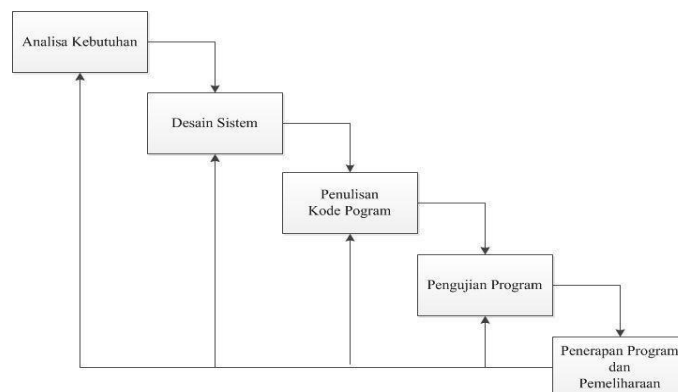 Analisa Kebutuhan
Desain Sistem
Penulisan
Kode Pogram
Pengujian Program
Penerapan Program
dan
Pemeliharaan